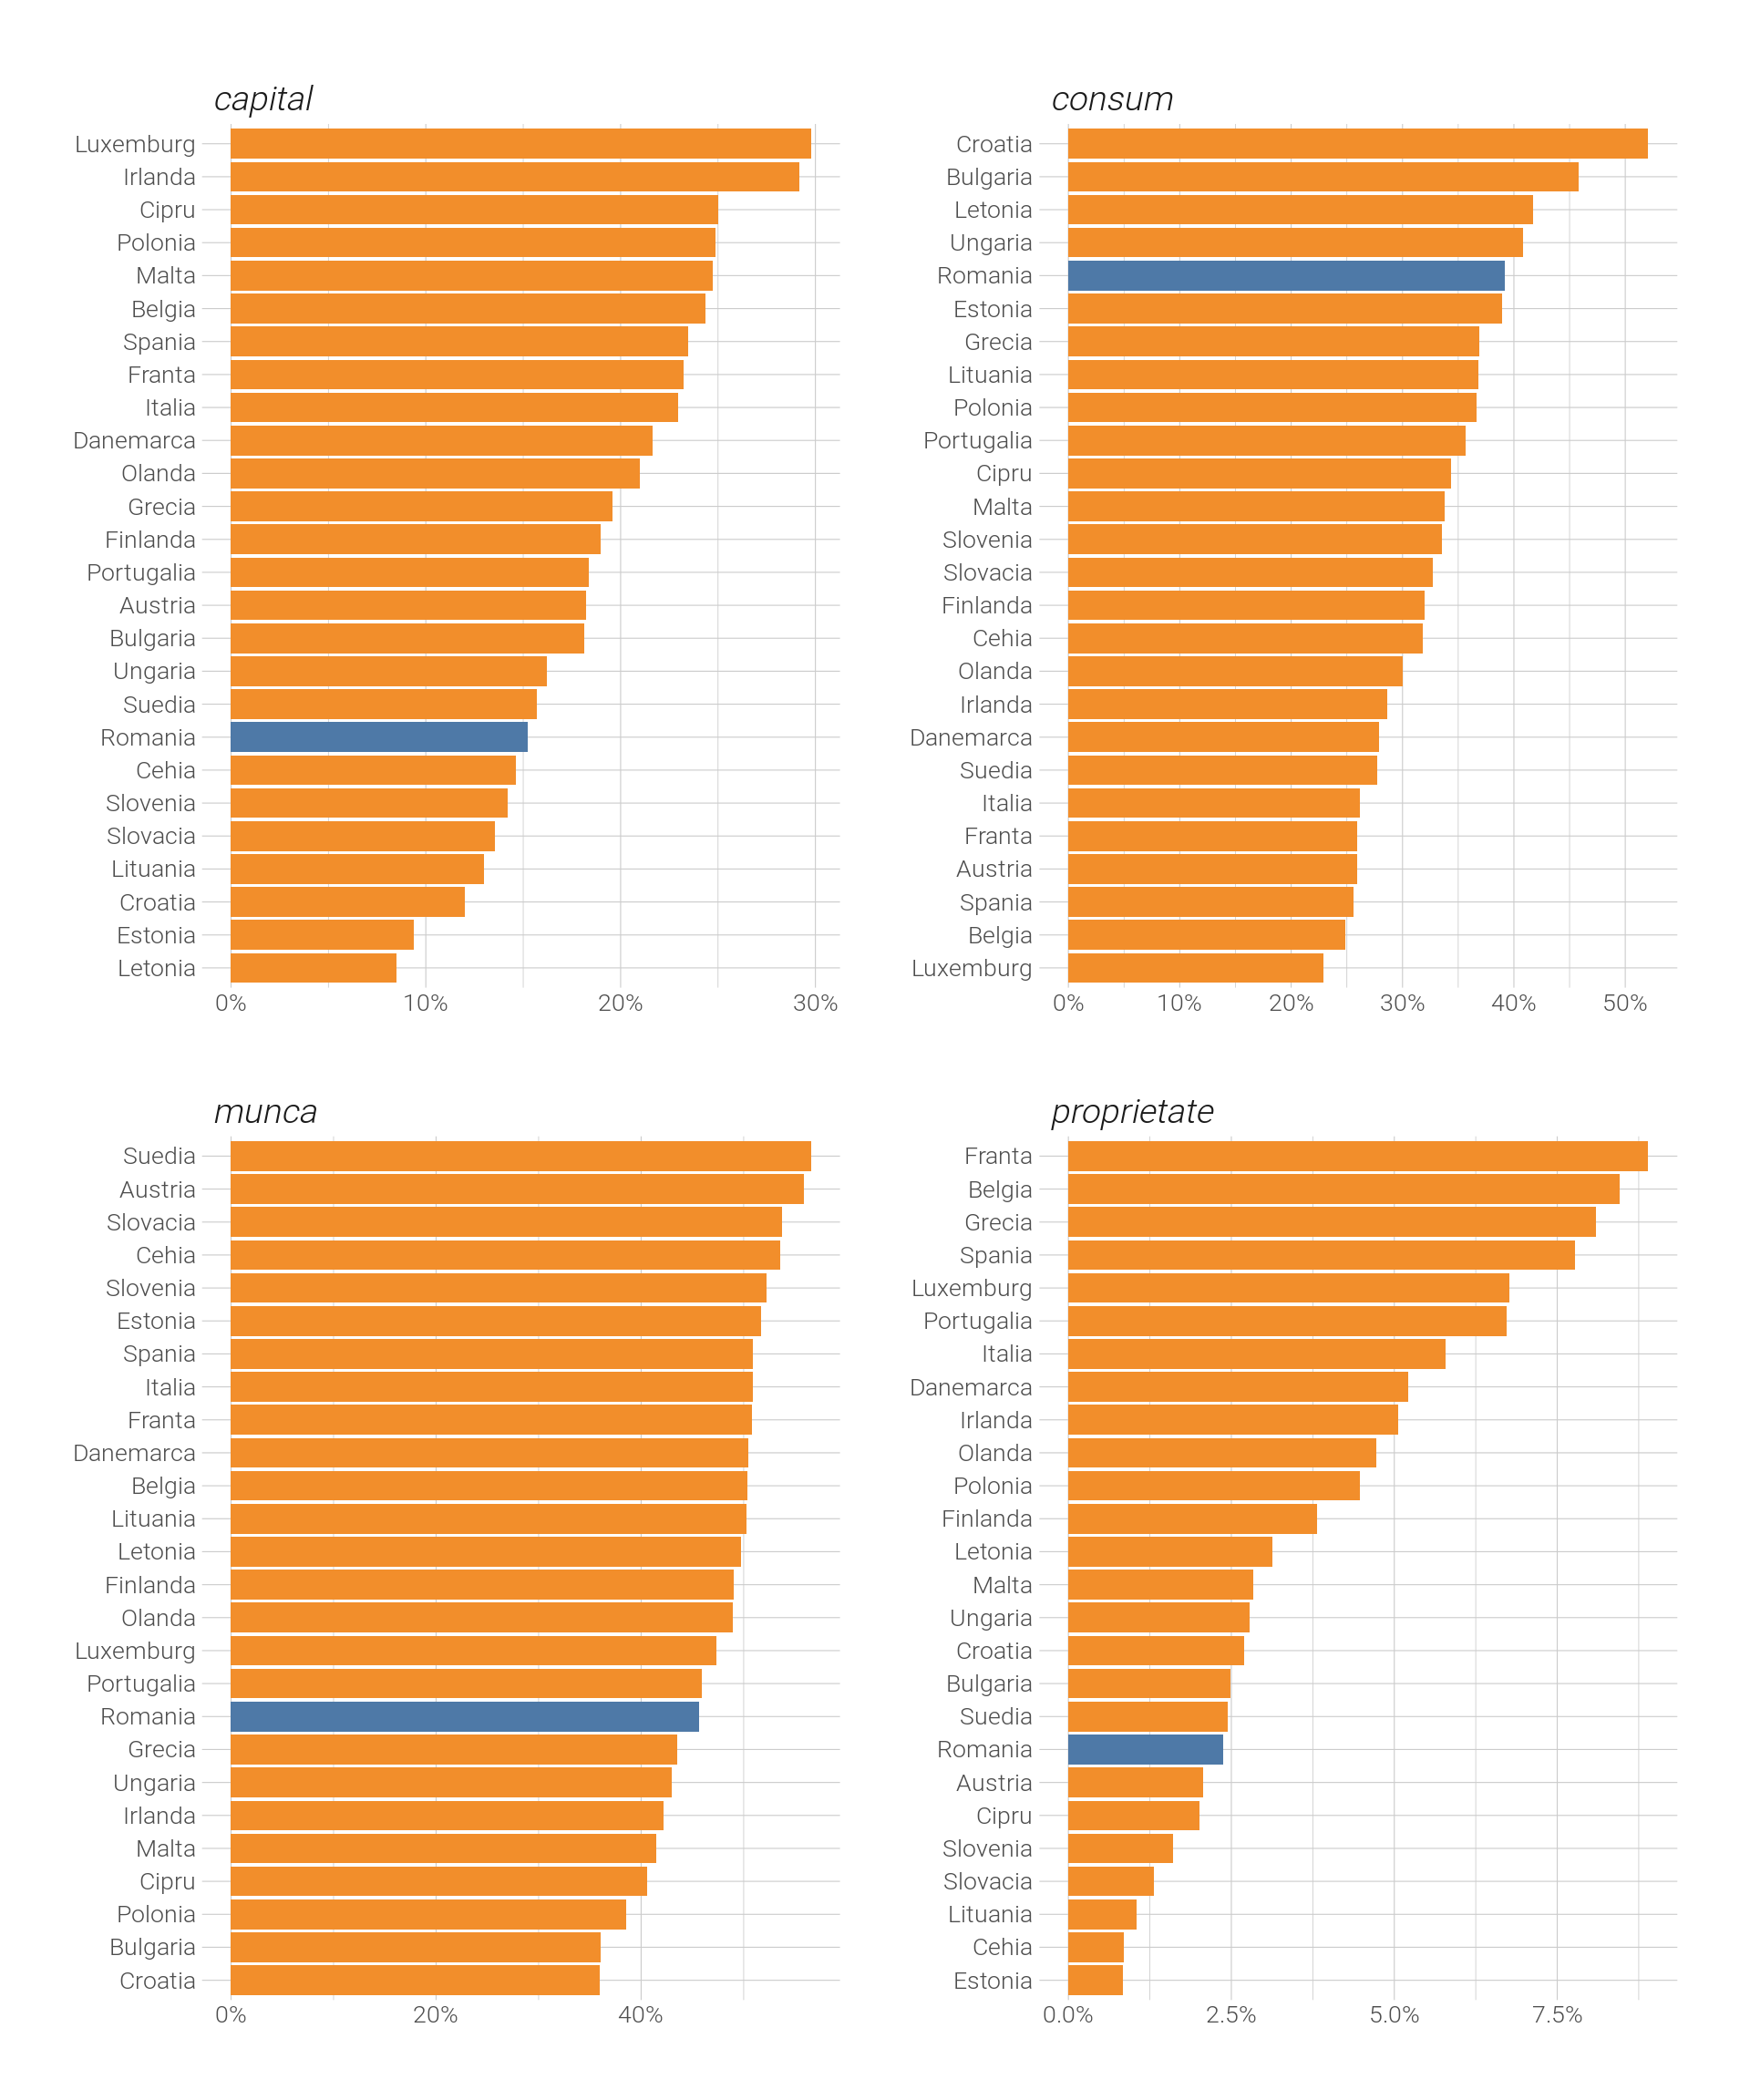 capital
Luxemburg
Irlanda
Cipru
Polonia
Malta
Belgia
Spania
Franta
Italia
Danemarca
Olanda
Grecia
Finlanda
Portugalia
Austria
Bulgaria
Ungaria
Suedia
Romania
Cehia
Slovenia
Slovacia
Lituania
Croatia
Estonia
Letonia
0% 10% 20% 30%
consum
Croatia
Bulgaria
Letonia
Ungaria
Romania
Estonia
Grecia
Lituania
Polonia
Portugalia
Cipru
Malta
Slovenia
Slovacia
Finlanda
Cehia
Olanda
Irlanda
Danemarca
Suedia
Italia
Franta
Austria
Spania
Belgia
Luxemburg
0% 10% 20% 30% 40% 50%
munca
Suedia
Austria
Slovacia
Cehia
Slovenia
Estonia
Spania
Italia
Franta
Danemarca
Belgia
Lituania
Letonia
Finlanda
Olanda
Luxemburg
Portugalia
Romania
Grecia
Ungaria
Irlanda
Malta
Cipru
Polonia
Bulgaria
Croatia
0% 20% 40%
proprietate
Franta
Belgia
Grecia
Spania
Luxemburg
Portugalia
Italia
Danemarca
Irlanda
Olanda
Polonia
Finlanda
Letonia
Malta
Ungaria
Croatia
Bulgaria
Suedia
Romania
Austria
Cipru
Slovenia
Slovacia
Lituania
Cehia
Estonia
0.0% 2.5% 5.0% 7.5%